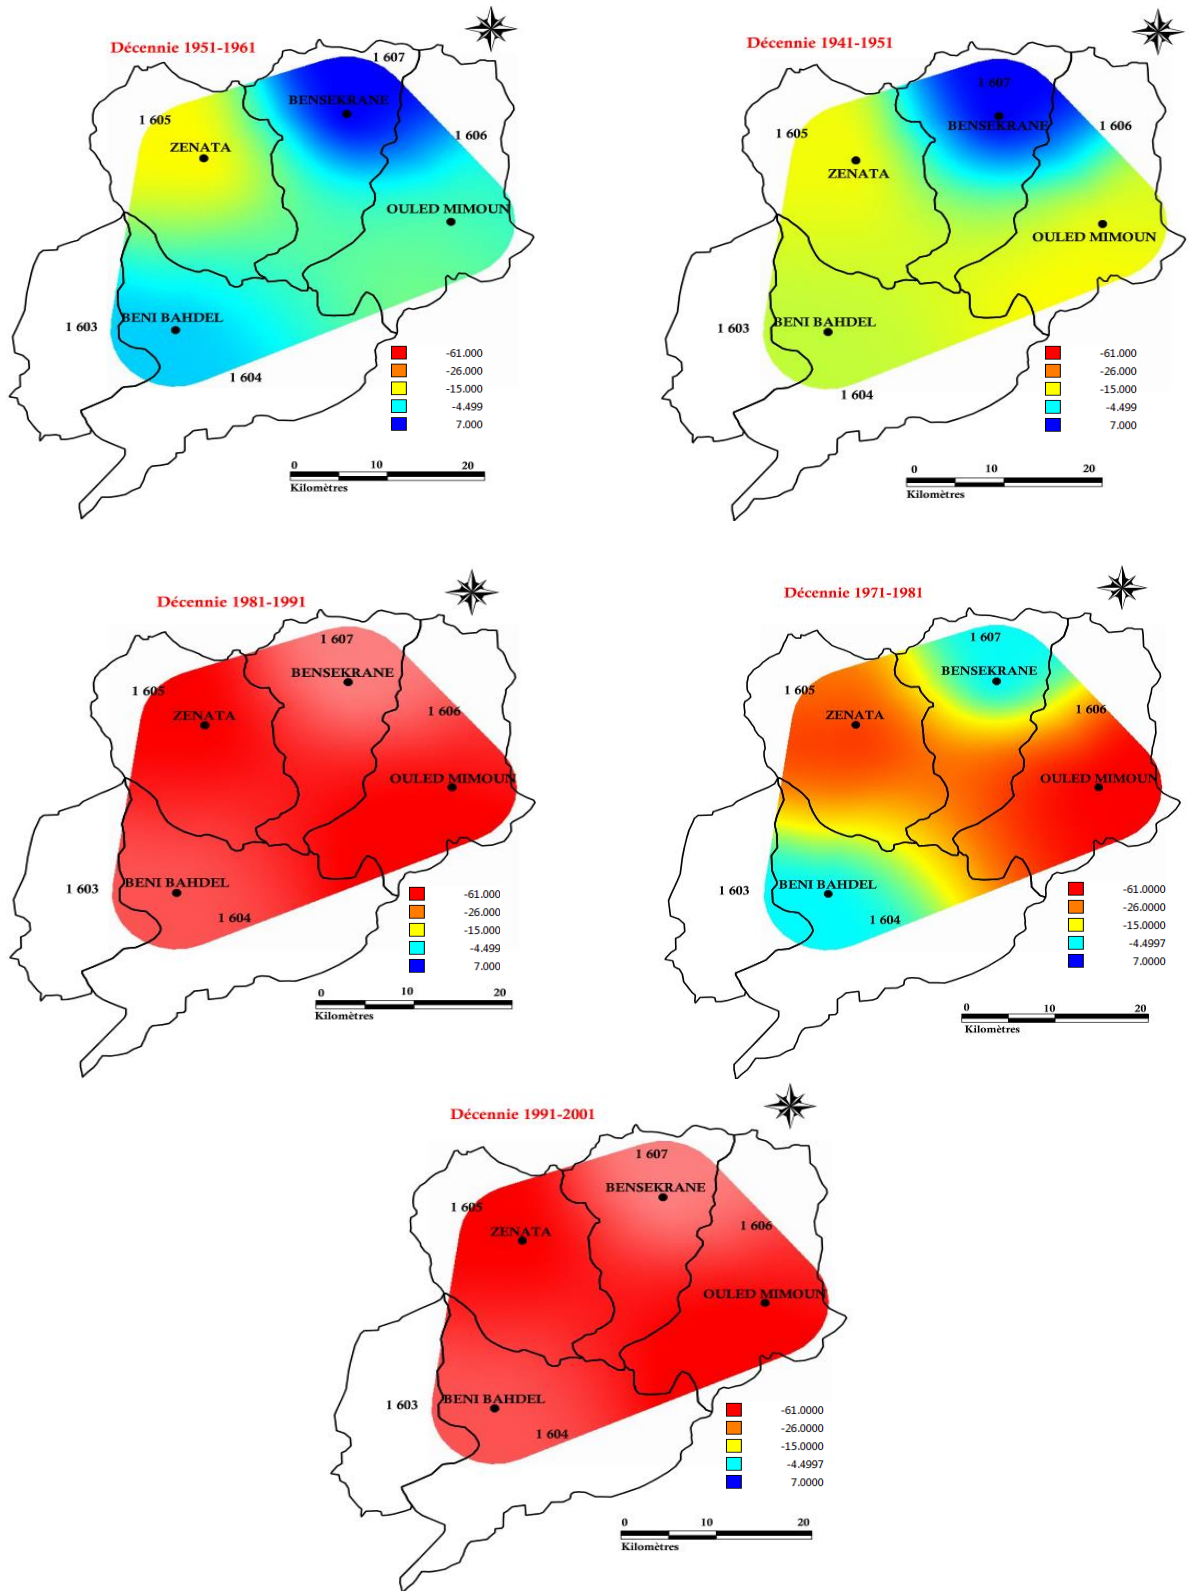 Décennie 1951-1961
1 607
BENSEKRANE
1 605
1 606
ZENATA
OULED MIMOUN
1 603
BENI BAHDEL
1 604
-61.000
-26.000
-15.000
-4.499
7.000
0 10 20
Kilomètres
Décennie 1941-1951
1 607
BENSEKRANE
1 605
1 606
ZENATA
OULED MIMOUN
1 603
BENI BAHDEL
1 604
-61.000
-26.000
-15.000
-4.499
7.000
0 10 20
Kilomètres
Décennie 1981-1991
1 607
BENSEKRANE
1 605
1 606
ZENATA
OULED MIMOUN
1 603
BENI BAHDEL
1 604
-61.000
-26.000
-15.000
-4.499
7.000
0 10 20
Kilomètres
Décennie 1971-1981
1 607
BENSEKRANE
1 605
1 606
ZENATA
OULED MIMOUN
1 603
BENI BAHDEL
1 604
-61.0000
-26.0000
-15.0000
-4.4997
7.0000
0 10 20
Kilomètres
Décennie 1991-2001
1 607
BENSEKRANE
1 605
1 606
ZENATA
OULED MIMOUN
1 603
BENI BAHDEL
1 604
-61.0000
-26.0000
-15.0000
-4.4997
7.0000
0 10 20
Kilomètres